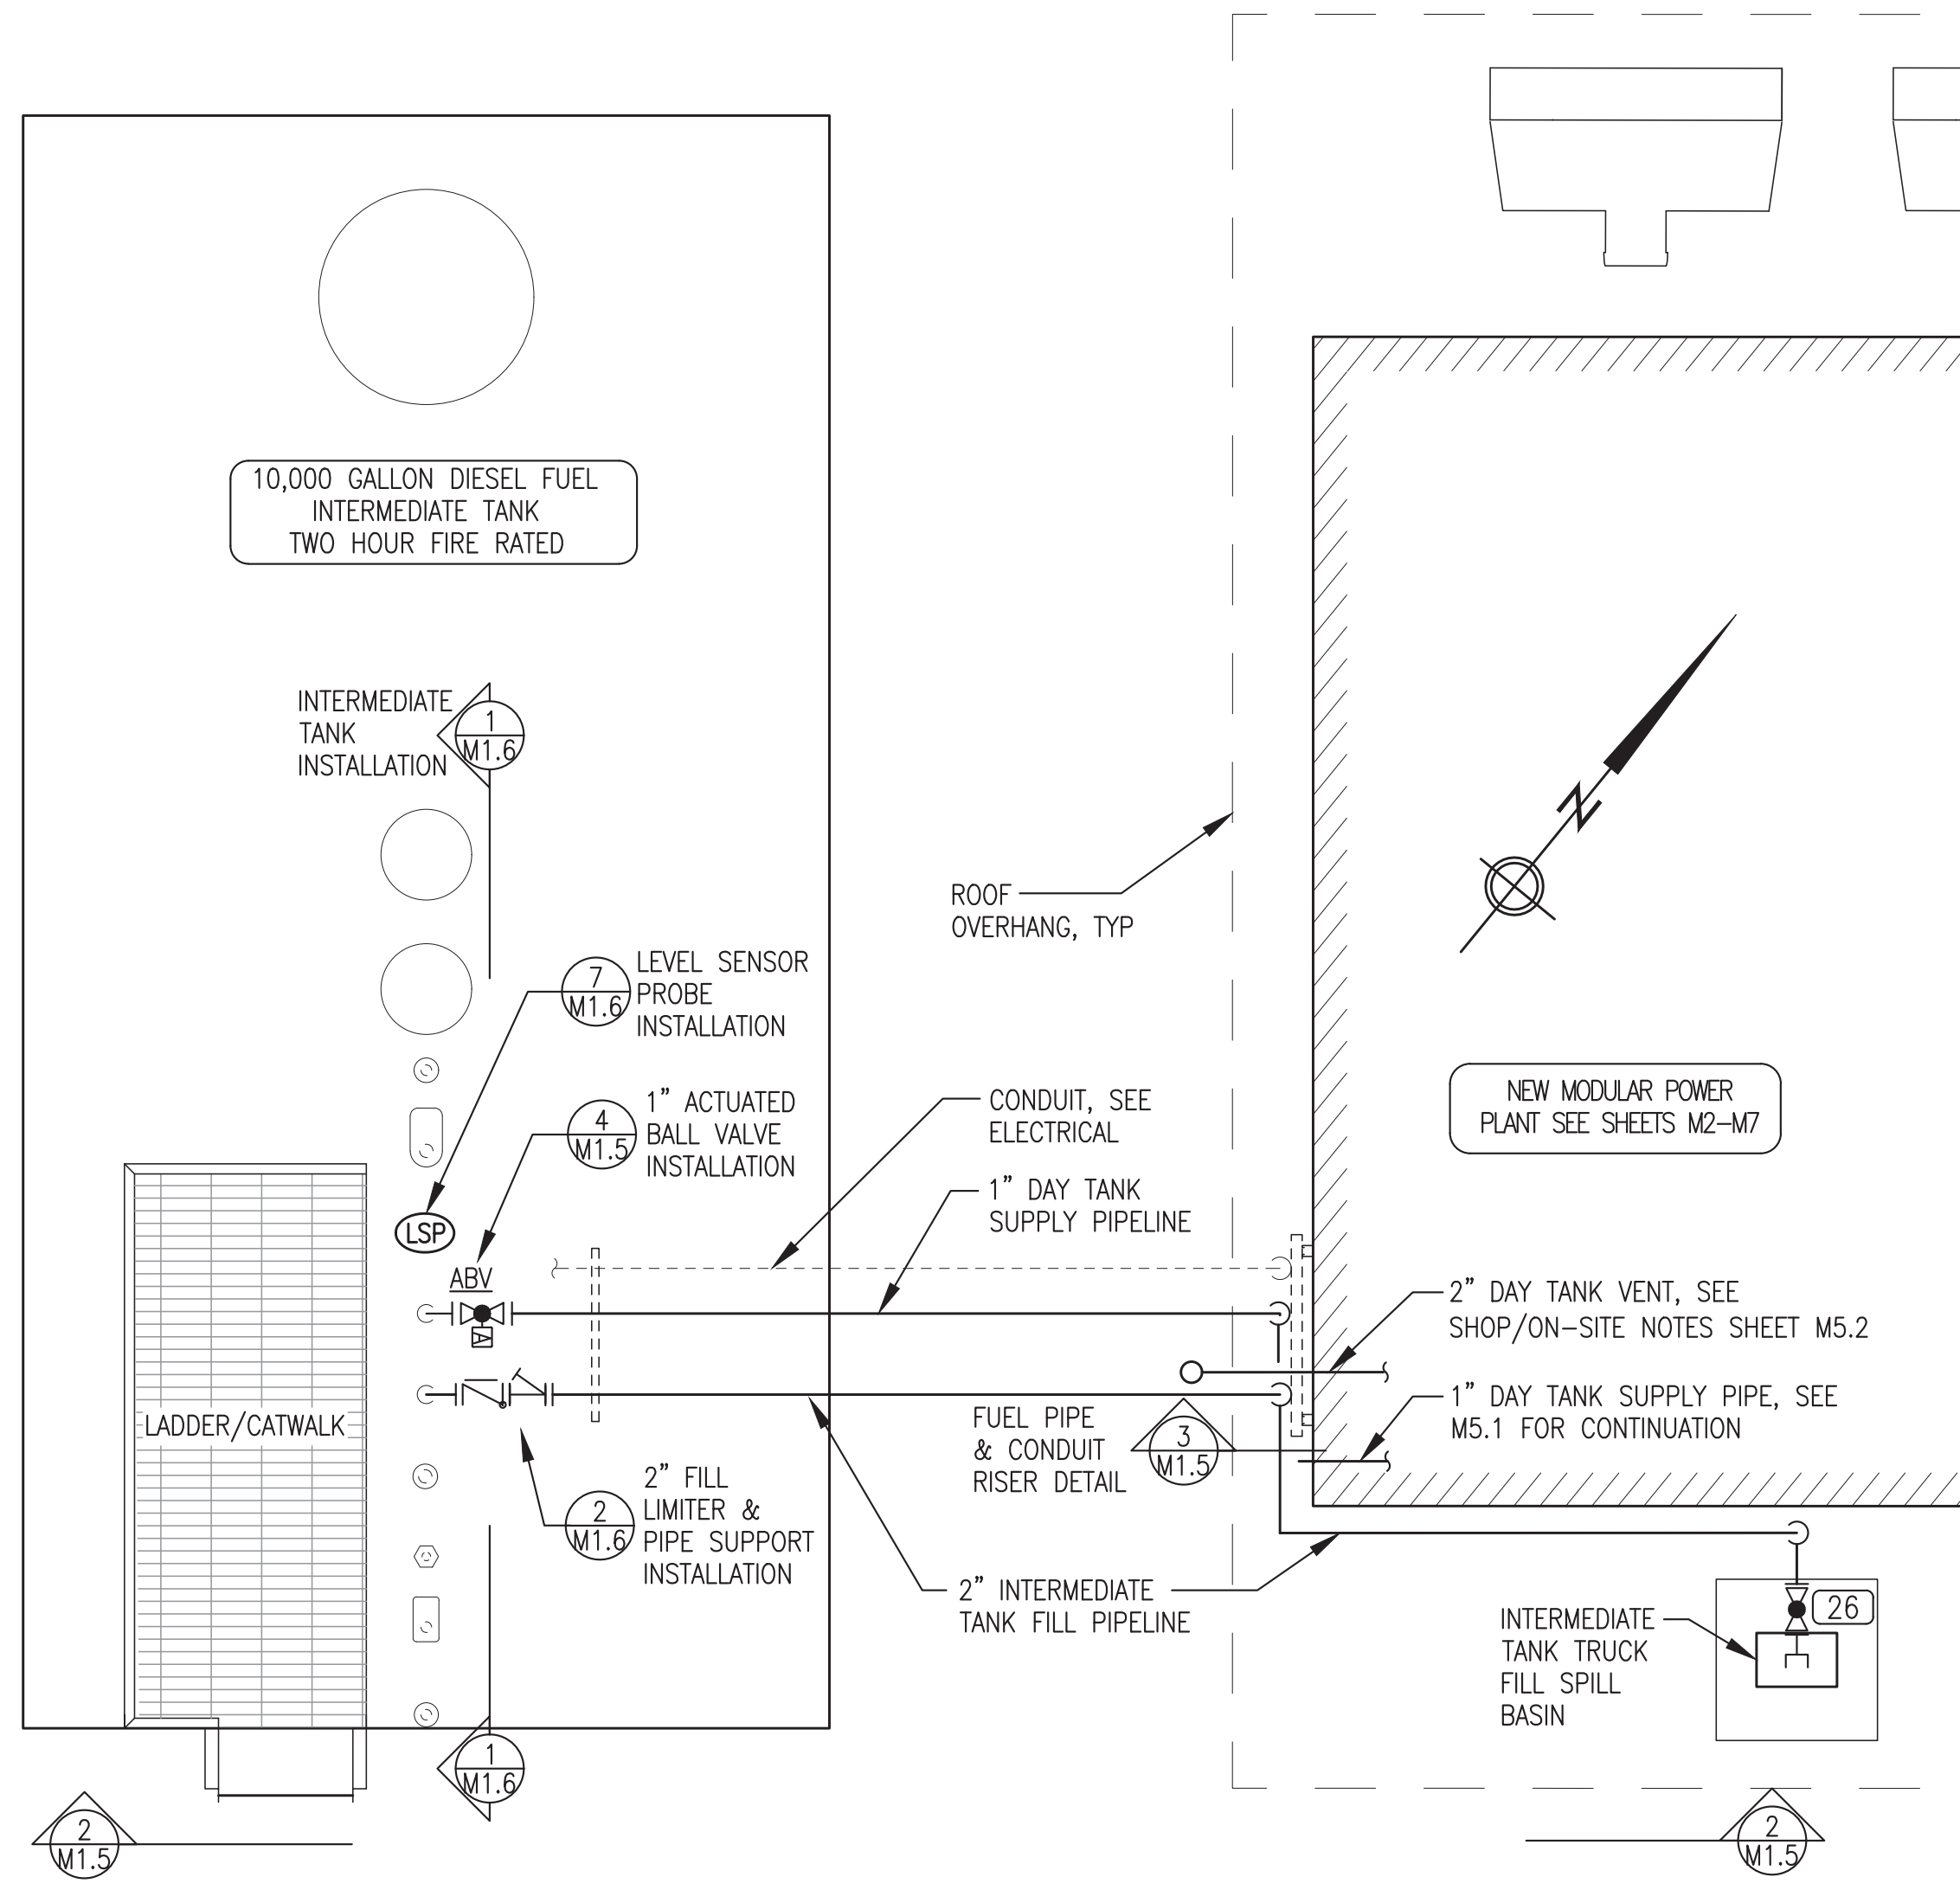 10,000 GALLON DIESEL FUEL
INTERMEDIATE TANK
TWO HOUR FIRE RATED
INTERMEDIATE
TANK
INSTALLATION
1
M1.6
N
ROOF
OVERHANG, TYP
7
M1.6
LEVEL SENSOR
PROBE
INSTALLATION
4
M1.5
1" ACTUATED
BALL VALVE
INSTALLATION
CONDUIT, SEE
ELECTRICAL
1" DAY TANK
SUPPLY PIPELINE
NEW MODULAR POWER
PLANT SEE SHEETS M2-M7
LSP
ABV
A
2" DAY TANK VENT, SEE
SHOP/ON-SITE NOTES SHEET M5.2
1" DAY TANK SUPPLY PIPE, SEE
M5.1 FOR CONTINUATION
LADDER/CATWALK
FUEL PIPE
& CONDUIT
RISER DETAIL
3
M1.5
2
M1.6
2" FILL
LIMITER &
PIPE SUPPORT
INSTALLATION
2" INTERMEDIATE
TANK FILL PIPELINE
INTERMEDIATE
TANK TRUCK
FILL SPILL
BASIN
26
1
M1.6
2
M1.5
2
M1.5